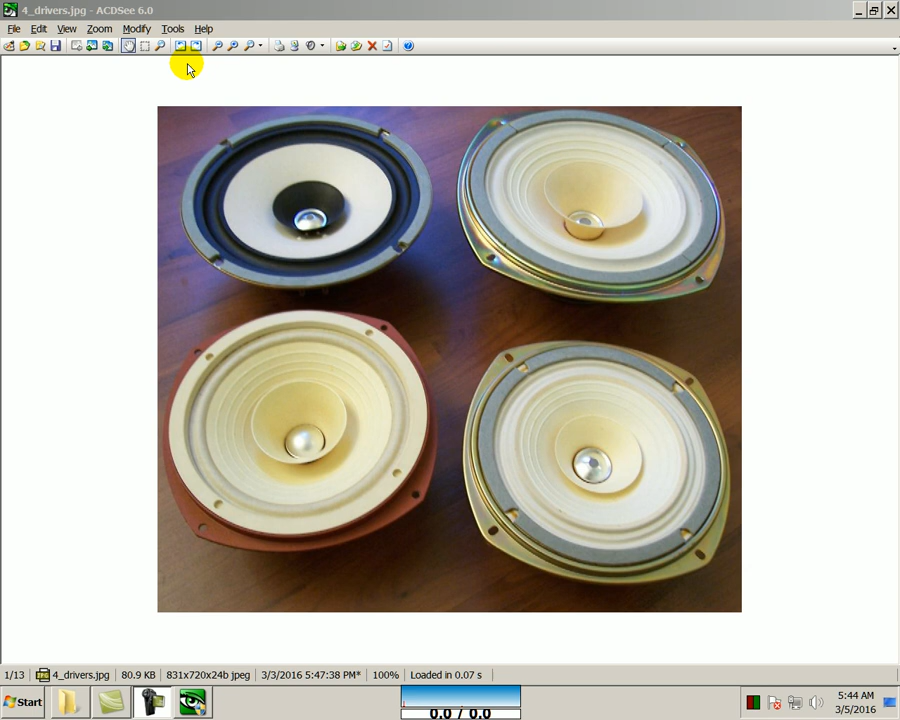 4_drivers.jpg - ACDSee 6.0
File Edit View Zoom Modify Tools Help
1/13 4_drivers.jpg 80.9 KB 831x720x24b jpeg 3/3/2016 5:47:38 PM* 100% Loaded in 0.07 s
Start
0.0 / 0.0
5:44 AM
3/5/2016